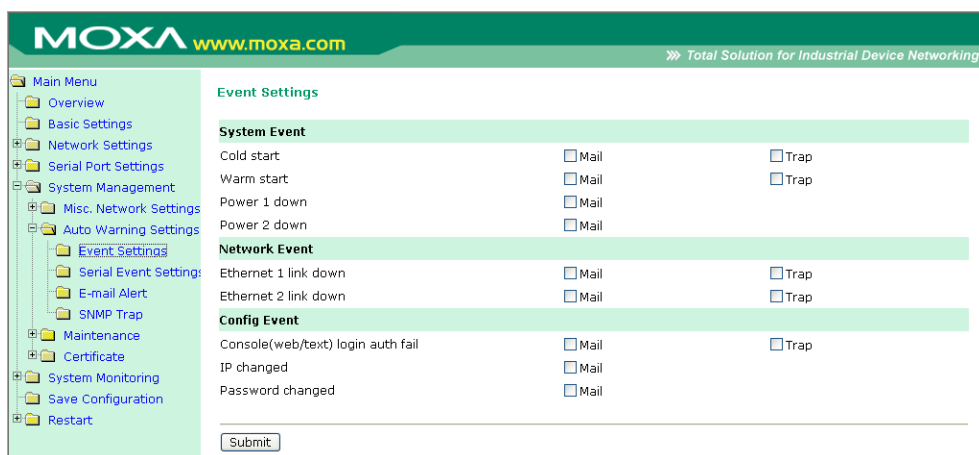 MOXA www.moxa.com
Total Solution for Industrial Device Networking
Main Menu
Overview
Basic Settings
Network Settings
Serial Port Settings
System Management
Misc. Network Settings
Auto Warning Settings
Event Settings
Serial Event Settings
E-mail Alert
SNMP Trap
Maintenance
Certificate
System Monitoring
Save Configuration
Restart
Event Settings
System Event
Cold start Mail Trap
Warm start Mail Trap
Power 1 down Mail
Power 2 down Mail
Network Event
Ethernet 1 link down Mail Trap
Ethernet 2 link down Mail Trap
Config Event
Console(web/text) login auth fail Mail Trap
IP changed Mail
Password changed Mail
Submit